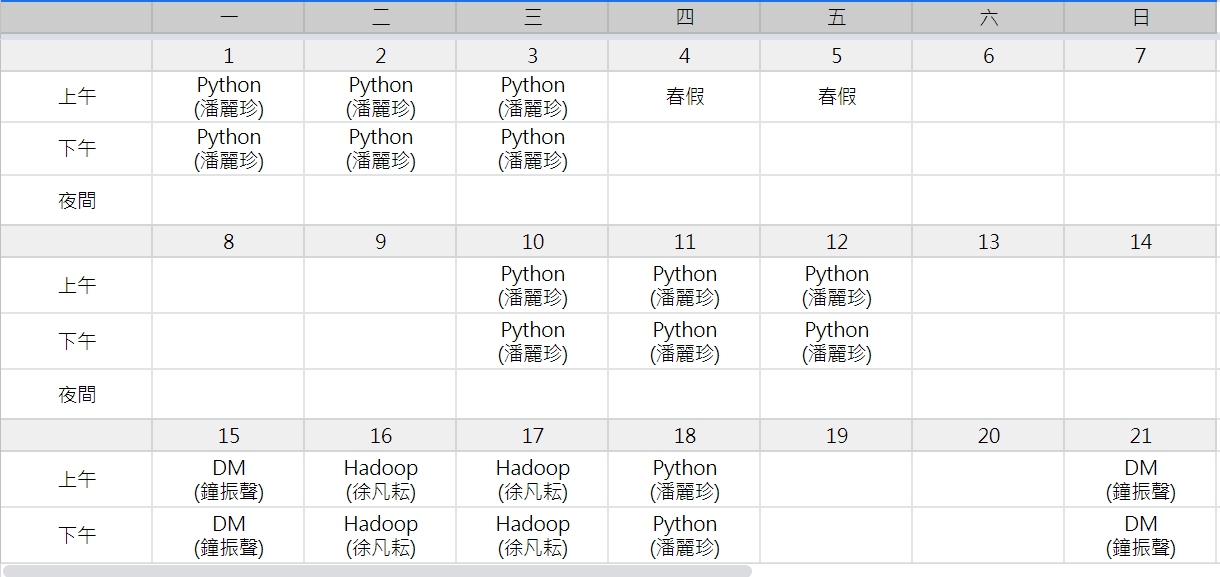 一 二 三 四 五 六 日
1 2 3 4 5 6 7
上午 Python (潘麗珍) Python (潘麗珍) Python (潘麗珍) 春假 春假
下午 Python (潘麗珍) Python (潘麗珍) Python (潘麗珍)
夜間
8 9 10 11 12 13 14
上午 Python (潘麗珍) Python (潘麗珍) Python (潘麗珍)
下午 Python (潘麗珍) Python (潘麗珍) Python (潘麗珍)
夜間
15 16 17 18 19 20 21
上午 DM (鐘振聲) Hadoop (徐凡耘) Hadoop (徐凡耘) Python (潘麗珍) DM (鐘振聲)
下午 DM (鐘振聲) Hadoop (徐凡耘) Hadoop (徐凡耘) Python (潘麗珍) DM (鐘振聲)